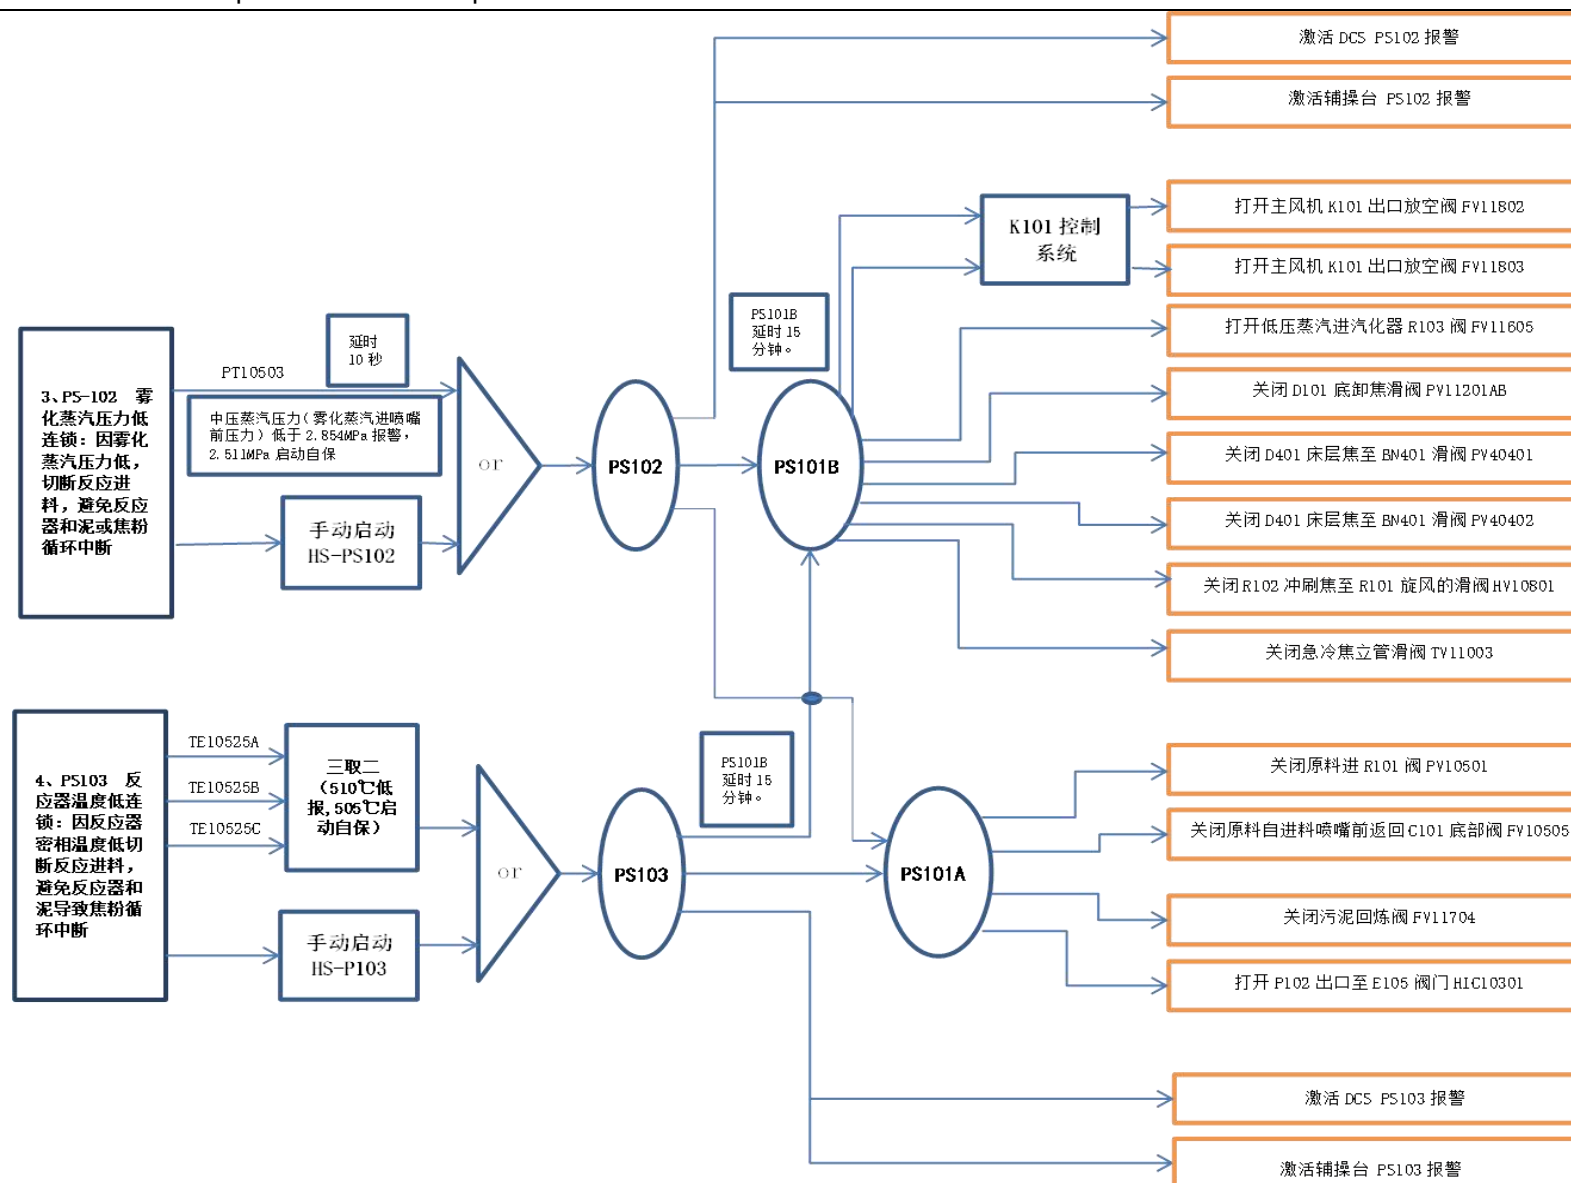 激活 DCS PS102 报警
激活辅操台 PS102 报警
打开主风机 K101 出口放空阀 FV11802
K101 控制
系统
打开主风机 K101 出口放空阀 FV11803
PS101B
延时 15
分钟。
打开低压蒸汽进汽化器 R103 阀 FV11605
延时
10 秒
PT10503
3、PS-102 雾
化蒸汽压力低
连锁：因雾化
蒸汽压力低，
切断反应进
料，避免反应
器和泥或焦粉
循环中断
中压蒸汽压力（雾化蒸汽进喷嘴
前压力）低于 2.854MPa 报警，
2.511MPa 启动自保
关闭 D101 底卸焦滑阀 PV11201AB
or
PS102
PS101B
关闭 D401 床层焦至 BN401 滑阀 PV40401
手动启动
HS-PS102
关闭 D401 床层焦至 BN401 滑阀 PV40402
关闭 R102 冲刷焦至 R101 旋风的滑阀 HV10801
关闭急冷焦立管滑阀 TV11003
4、PS103 反
应器温度低连
锁：因反应器
密相温度低切
断反应进料，
避免反应器和
泥导致焦粉循
环中断
TE10525A
TE10525B
TE10525C
三取二
（510℃低
报,505℃启
动自保）
PS101B
延时 15
分钟。
关闭原料进 R101 阀 PV10501
关闭原料自进料喷嘴前返回 C101 底部阀 FV10505
or
PS103
PS101A
手动启动
HS-P103
关闭污泥回炼阀 FV11704
打开 P102 出口至 E105 阀门 HIC10301
激活 DCS PS103 报警
激活辅操台 PS103 报警